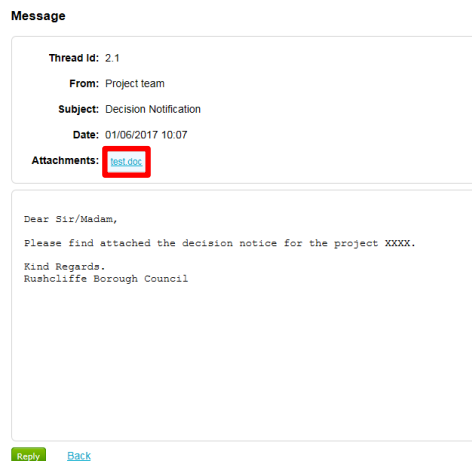 Message
Thread Id: 2.1
From: Project team
Subject: Decision Notification
Date: 01/06/2017 10:07
Attachments: test.doc
Dear Sir/Madam,
Please find attached the decision notice for the project XXXX.
Kind Regards.
Rushcliffe Borough Council
Reply Back